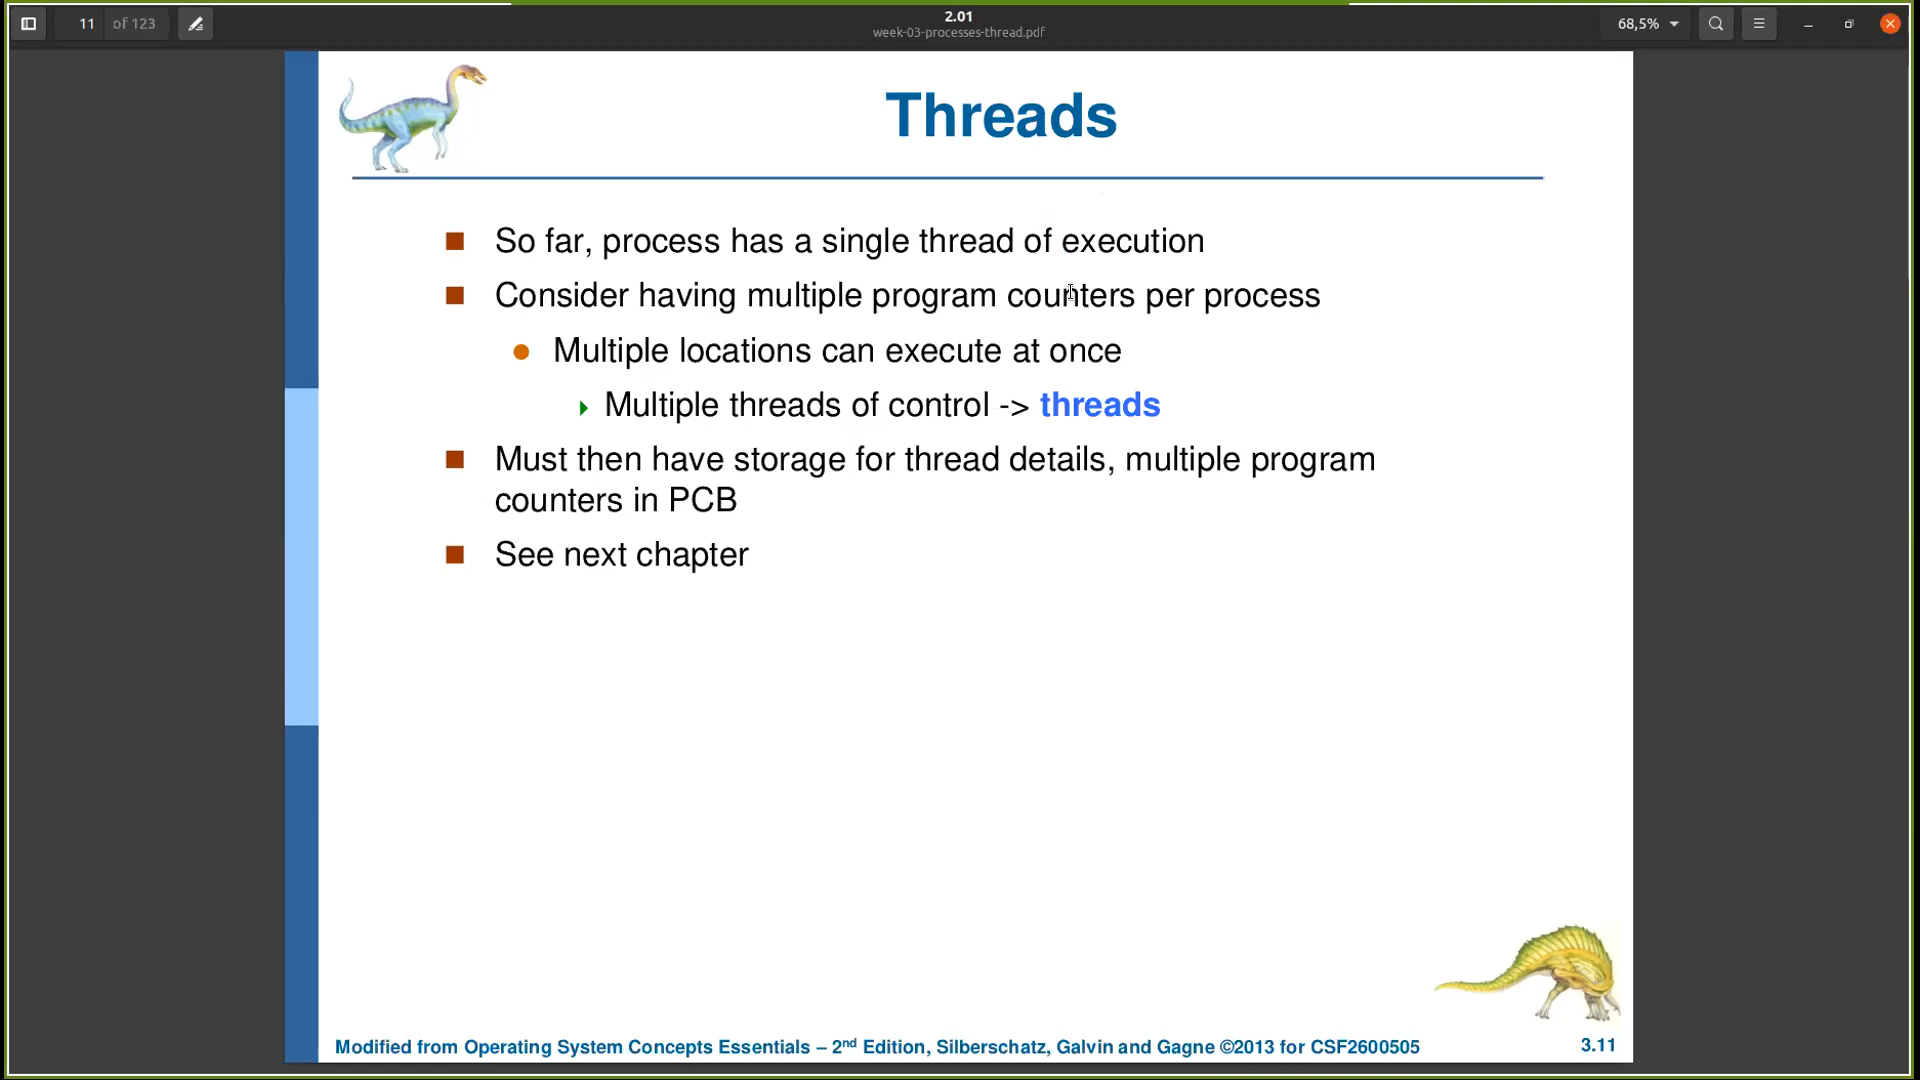 11 of 123
2.01
week-03-processes-thread.pdf
68,5%
Threads
So far, process has a single thread of execution
Consider having multiple program counters per process
Multiple locations can execute at once
Multiple threads of control -> threads
Must then have storage for thread details, multiple program
counters in PCB
See next chapter
Modified from Operating System Concepts Essentials – 2nd Edition, Silberschatz, Galvin and Gagne ©2013 for CSF2600505
3.11